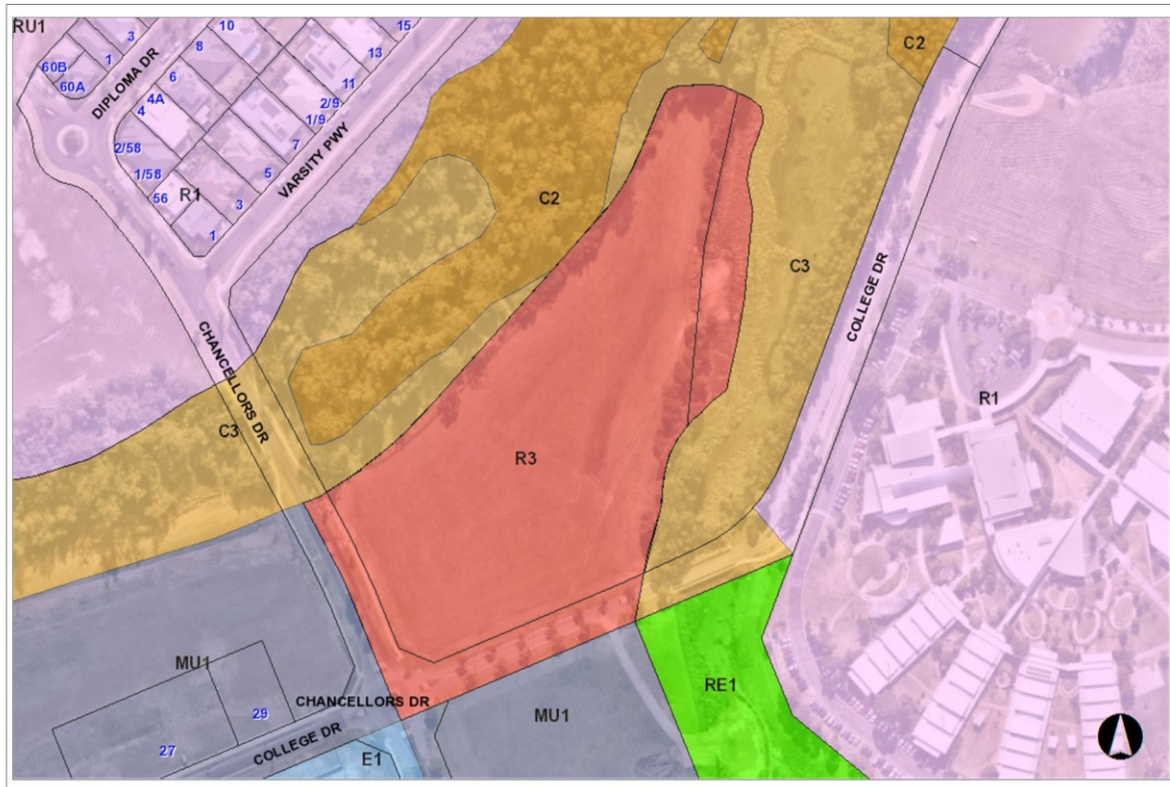 RU1
10
15
C2
3
8
13
60B
1
6
60A
DIPLOMA DR
11
4A
2/9
4
1/9
2/58
7
VARSITY PWY
1/58
5
R1
56
C2
3
1
C3
COLLEGE DR
CHANCELLORS DR
R1
C3
R3
MU1
RE1
CHANCELLORS DR
29
MU1
COLLEGE DR
27
E1